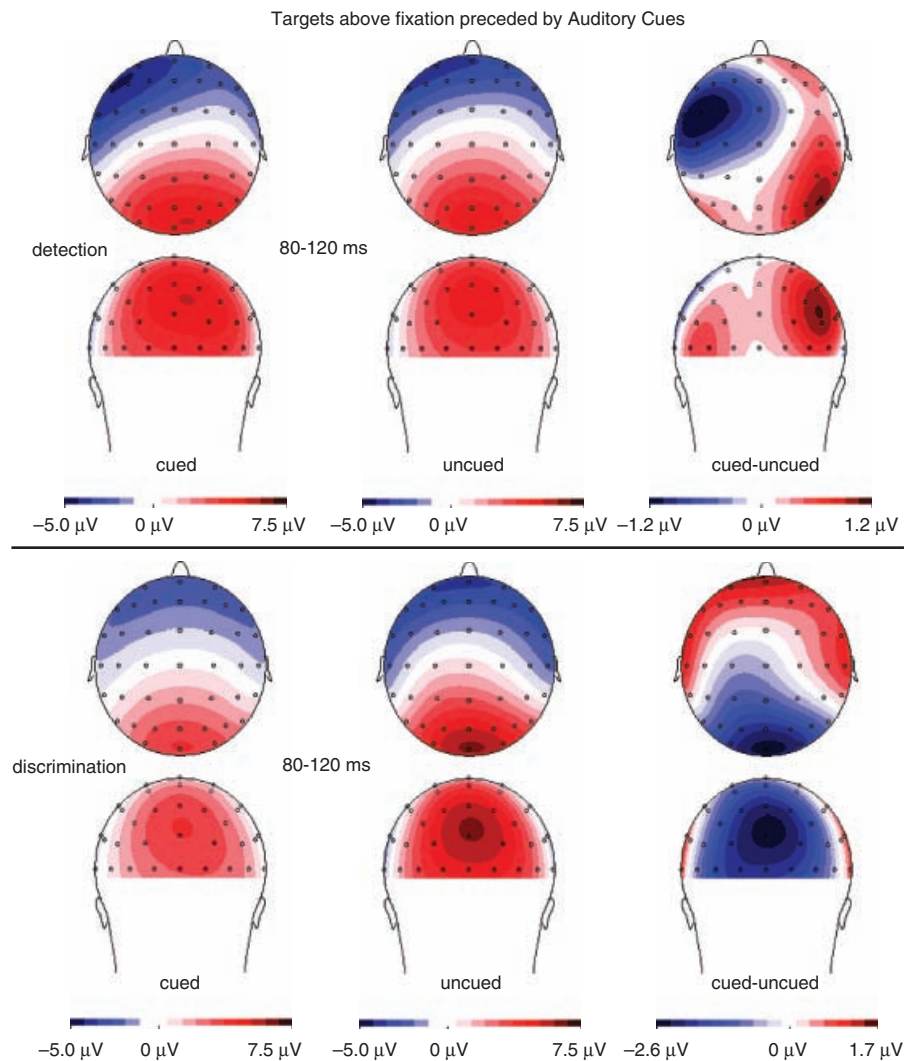 Targets above fixation preceded by Auditory Cues
detection
80-120 ms
cued
uncued
cued-uncued
–5.0 μV 0 μV 7.5 μV
–5.0 μV 0 μV 7.5 μV
–1.2 μV 0 μV 1.2 μV
discrimination
80-120 ms
cued
uncued
cued-uncued
–5.0 μV 0 μV 7.5 μV
–5.0 μV 0 μV 7.5 μV
–2.6 μV 0 μV 1.7 μV